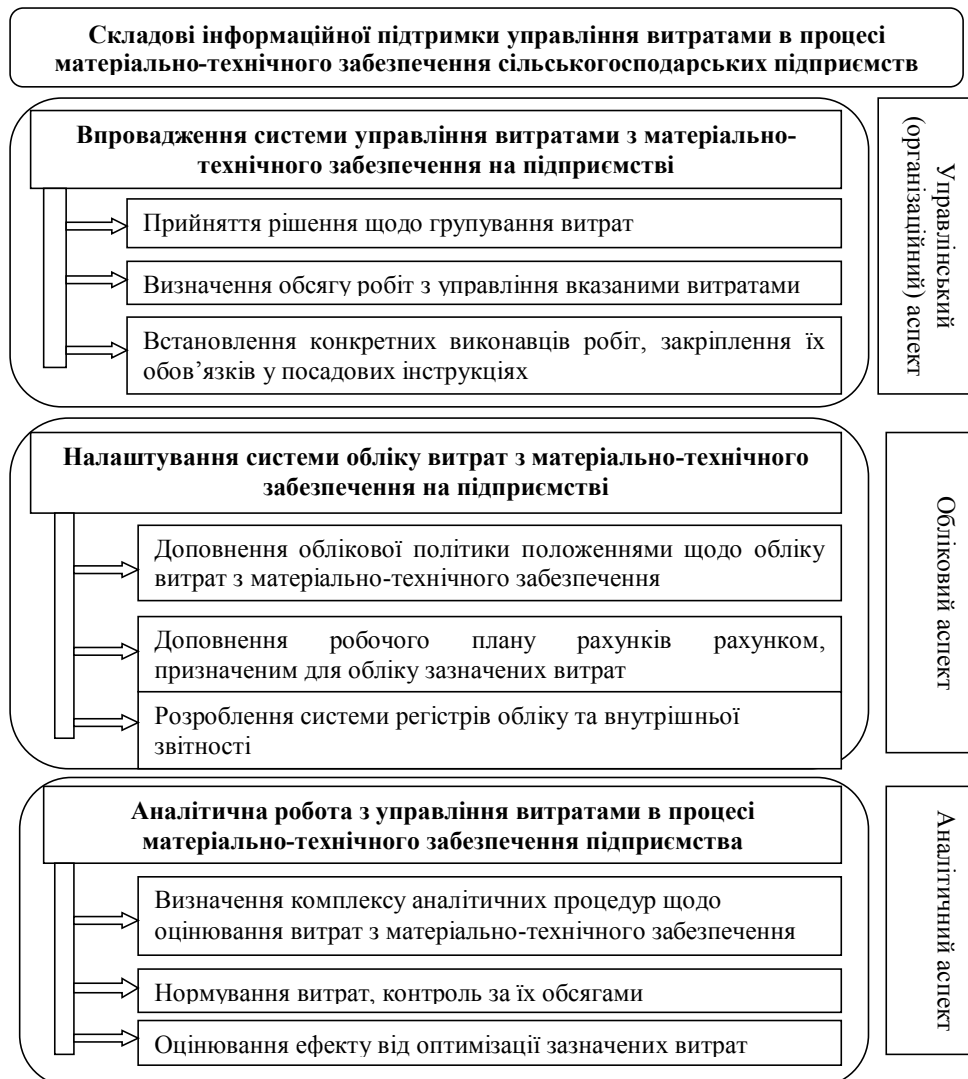 Складові інформаційної підтримки управління витратами в процесі
матеріально-технічного забезпечення сільськогосподарських підприємств
Впровадження системи управління витратами з матеріально-
технічного забезпечення на підприємстві
Прийняття рішення щодо групування витрат
Визначення обсягу робіт з управління вказаними витратами
Встановлення конкретних виконавців робіт, закріплення їх
обов’язків у посадових інструкціях
Управлінський
(організаційний) аспект
Налаштування системи обліку витрат з матеріально-технічного
забезпечення на підприємстві
Доповнення облікової політики положеннями щодо обліку
витрат з матеріально-технічного забезпечення
Доповнення робочого плану рахунків рахунком,
призначеним для обліку зазначених витрат
Розроблення системи регістрів обліку та внутрішньої
звітності
Обліковий аспект
Аналітична робота з управління витратами в процесі
матеріально-технічного забезпечення підприємства
Визначення комплексу аналітичних процедур щодо
оцінювання витрат з матеріально-технічного забезпечення
Нормування витрат, контроль за їх обсягами
Оцінювання ефекту від оптимізації зазначених витрат
Аналітичний аспект